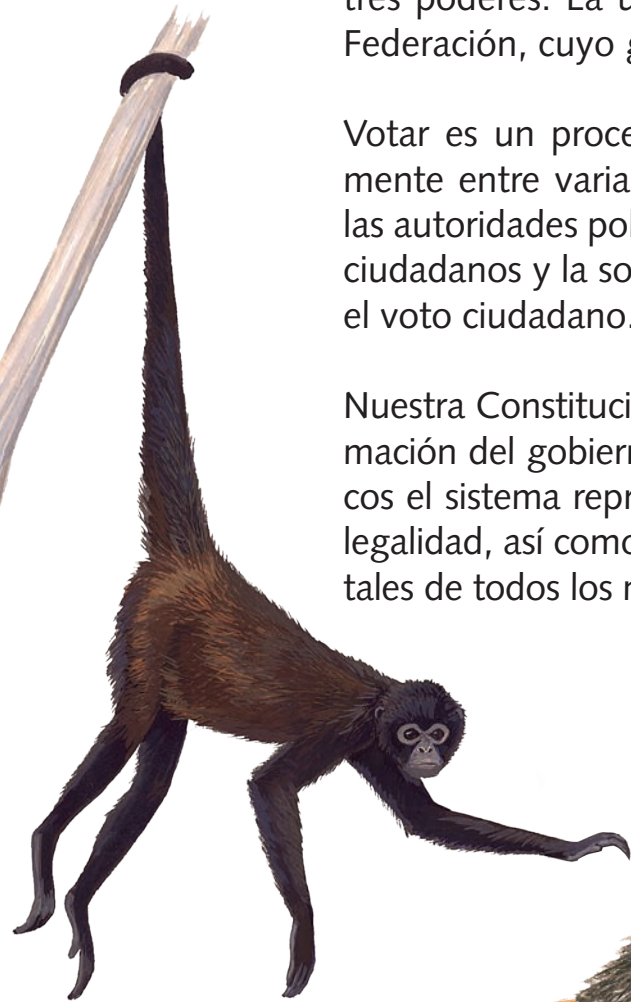 tres poderes. La u
Federación, cuyo g
Votar es un proce
mente entre varia
las autoridades pol
ciudadanos y la so
el voto ciudadano.
Nuestra Constituci
mación del gobiern
cos el sistema repr
legalidad, así como
tales de todos los